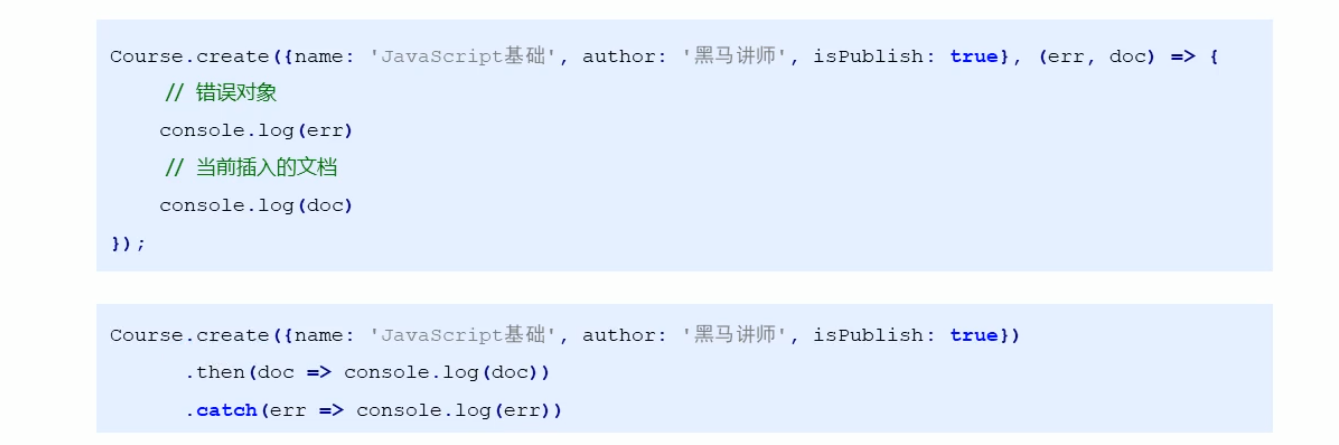 Course.create({name: 'JavaScript基础', author: '黑马讲师', isPublish: true}, (err, doc) => {
// 错误对象
console.log(err)
// 当前插入的文档
console.log(doc)
});
Course.create({name: 'JavaScript基础', author: '黑马讲师', isPublish: true})
.then(doc => console.log(doc))
.catch(err => console.log(err))